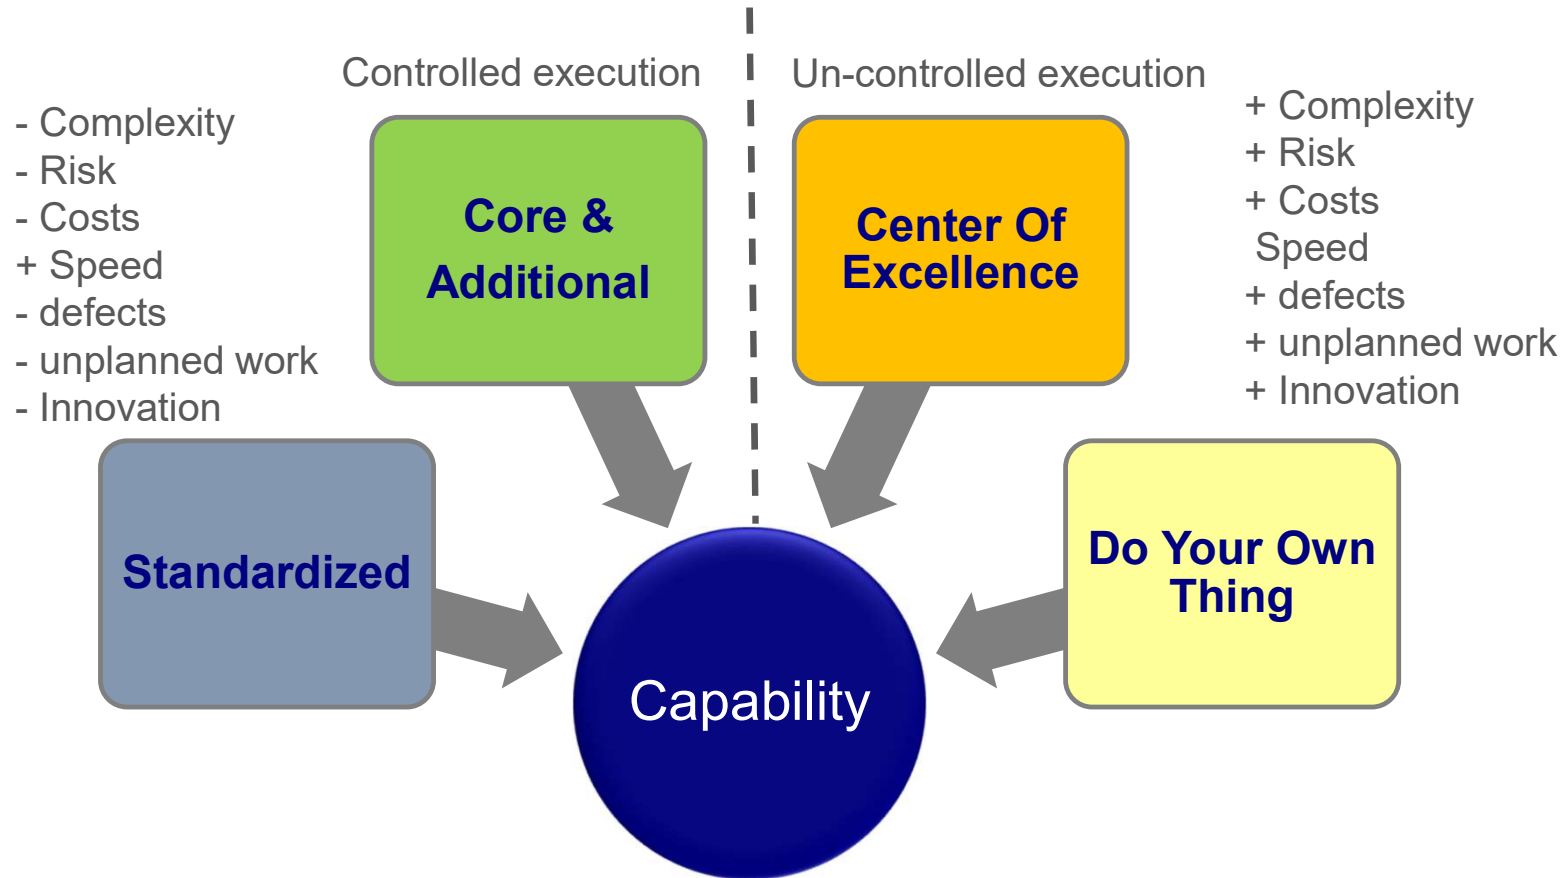 Controlled execution
Un-controlled execution
- Complexity
- Risk
- Costs
+ Speed
- defects
- unplanned work
- Innovation
Core &
Additional
Center Of
Excellence
+ Complexity
+ Risk
+ Costs
Speed
+ defects
+ unplanned work
+ Innovation
Standardized
Do Your Own
Thing
Capability